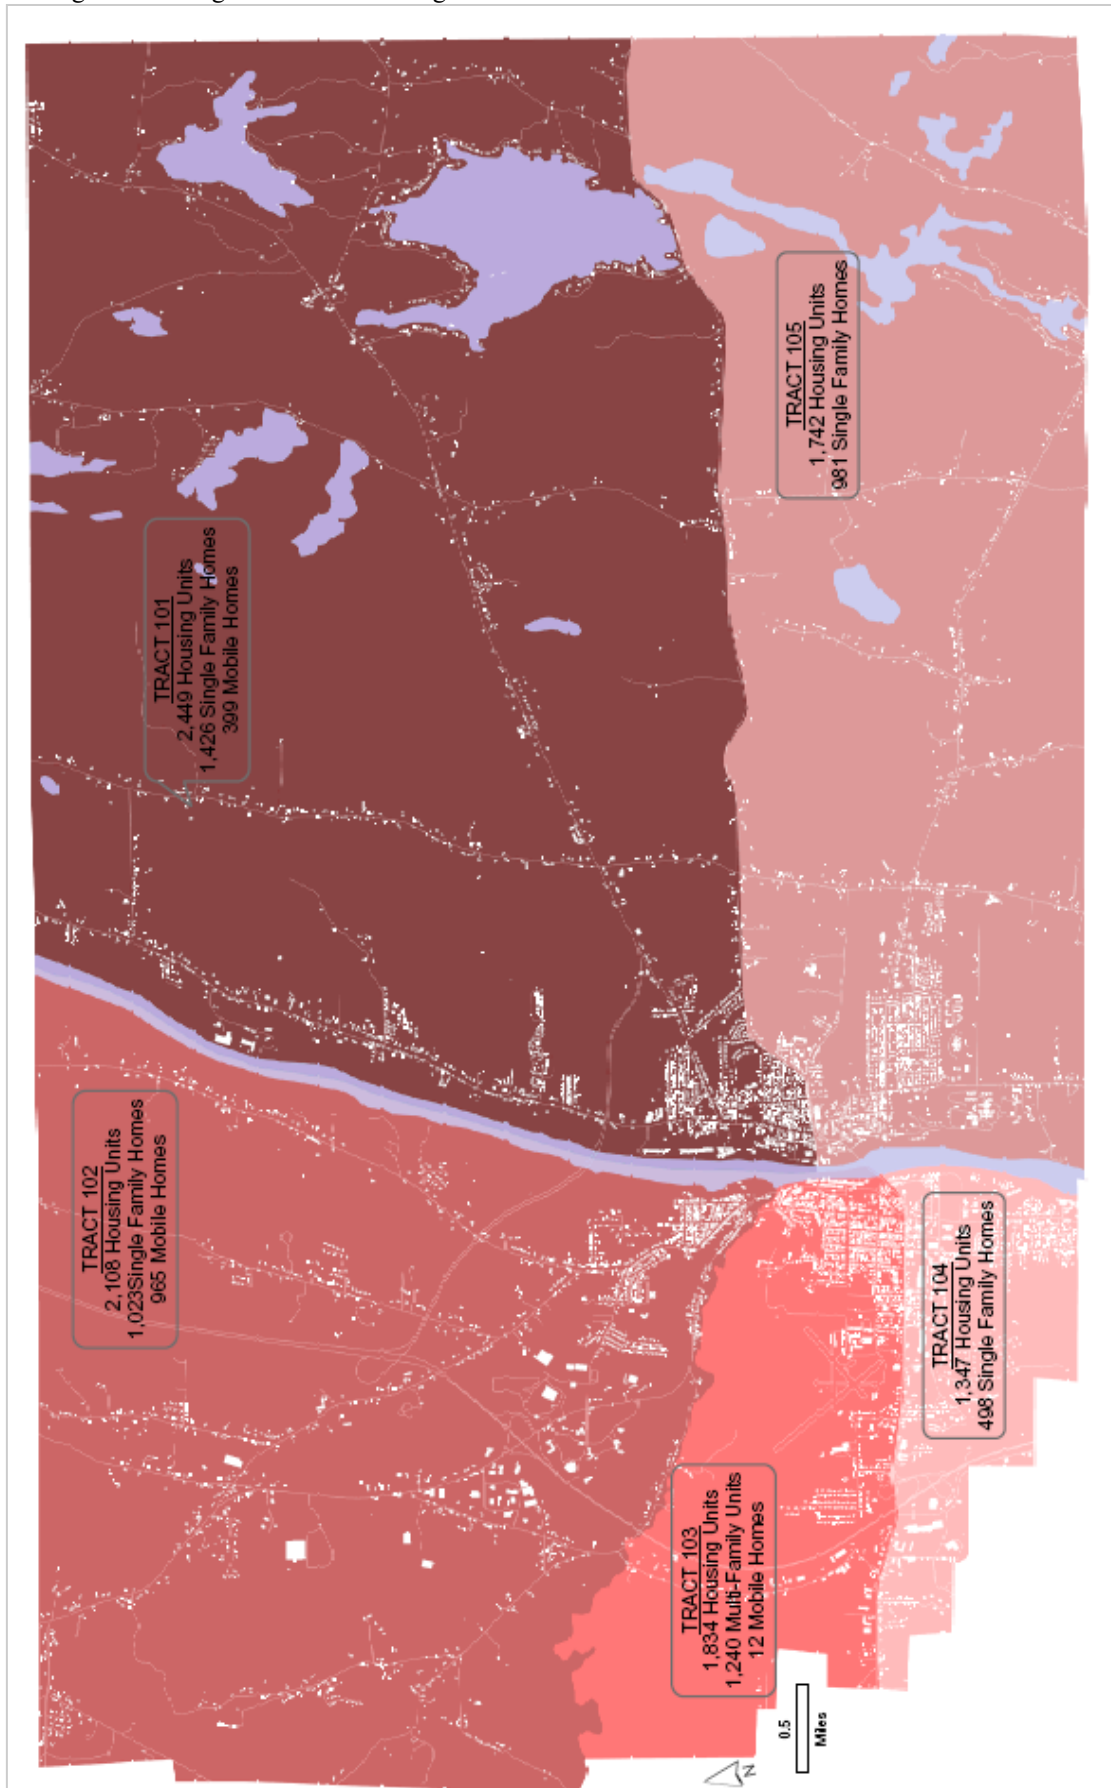 TRACT 101
2,449 Housing Units
1,426 Single Family Homes
399 Mobile Homes
TRACT 105
1,742 Housing Units
981 Single Family Homes
TRACT 102
2,108 Housing Units
1,023Single Family Homes
965 Mobile Homes
TRACT 104
1,347 Housing Units
498 Single Family Homes
TRACT 103
1,834 Housing Units
1,240 Multi-Family Units
12 Mobile Homes
0.5
Miles
N